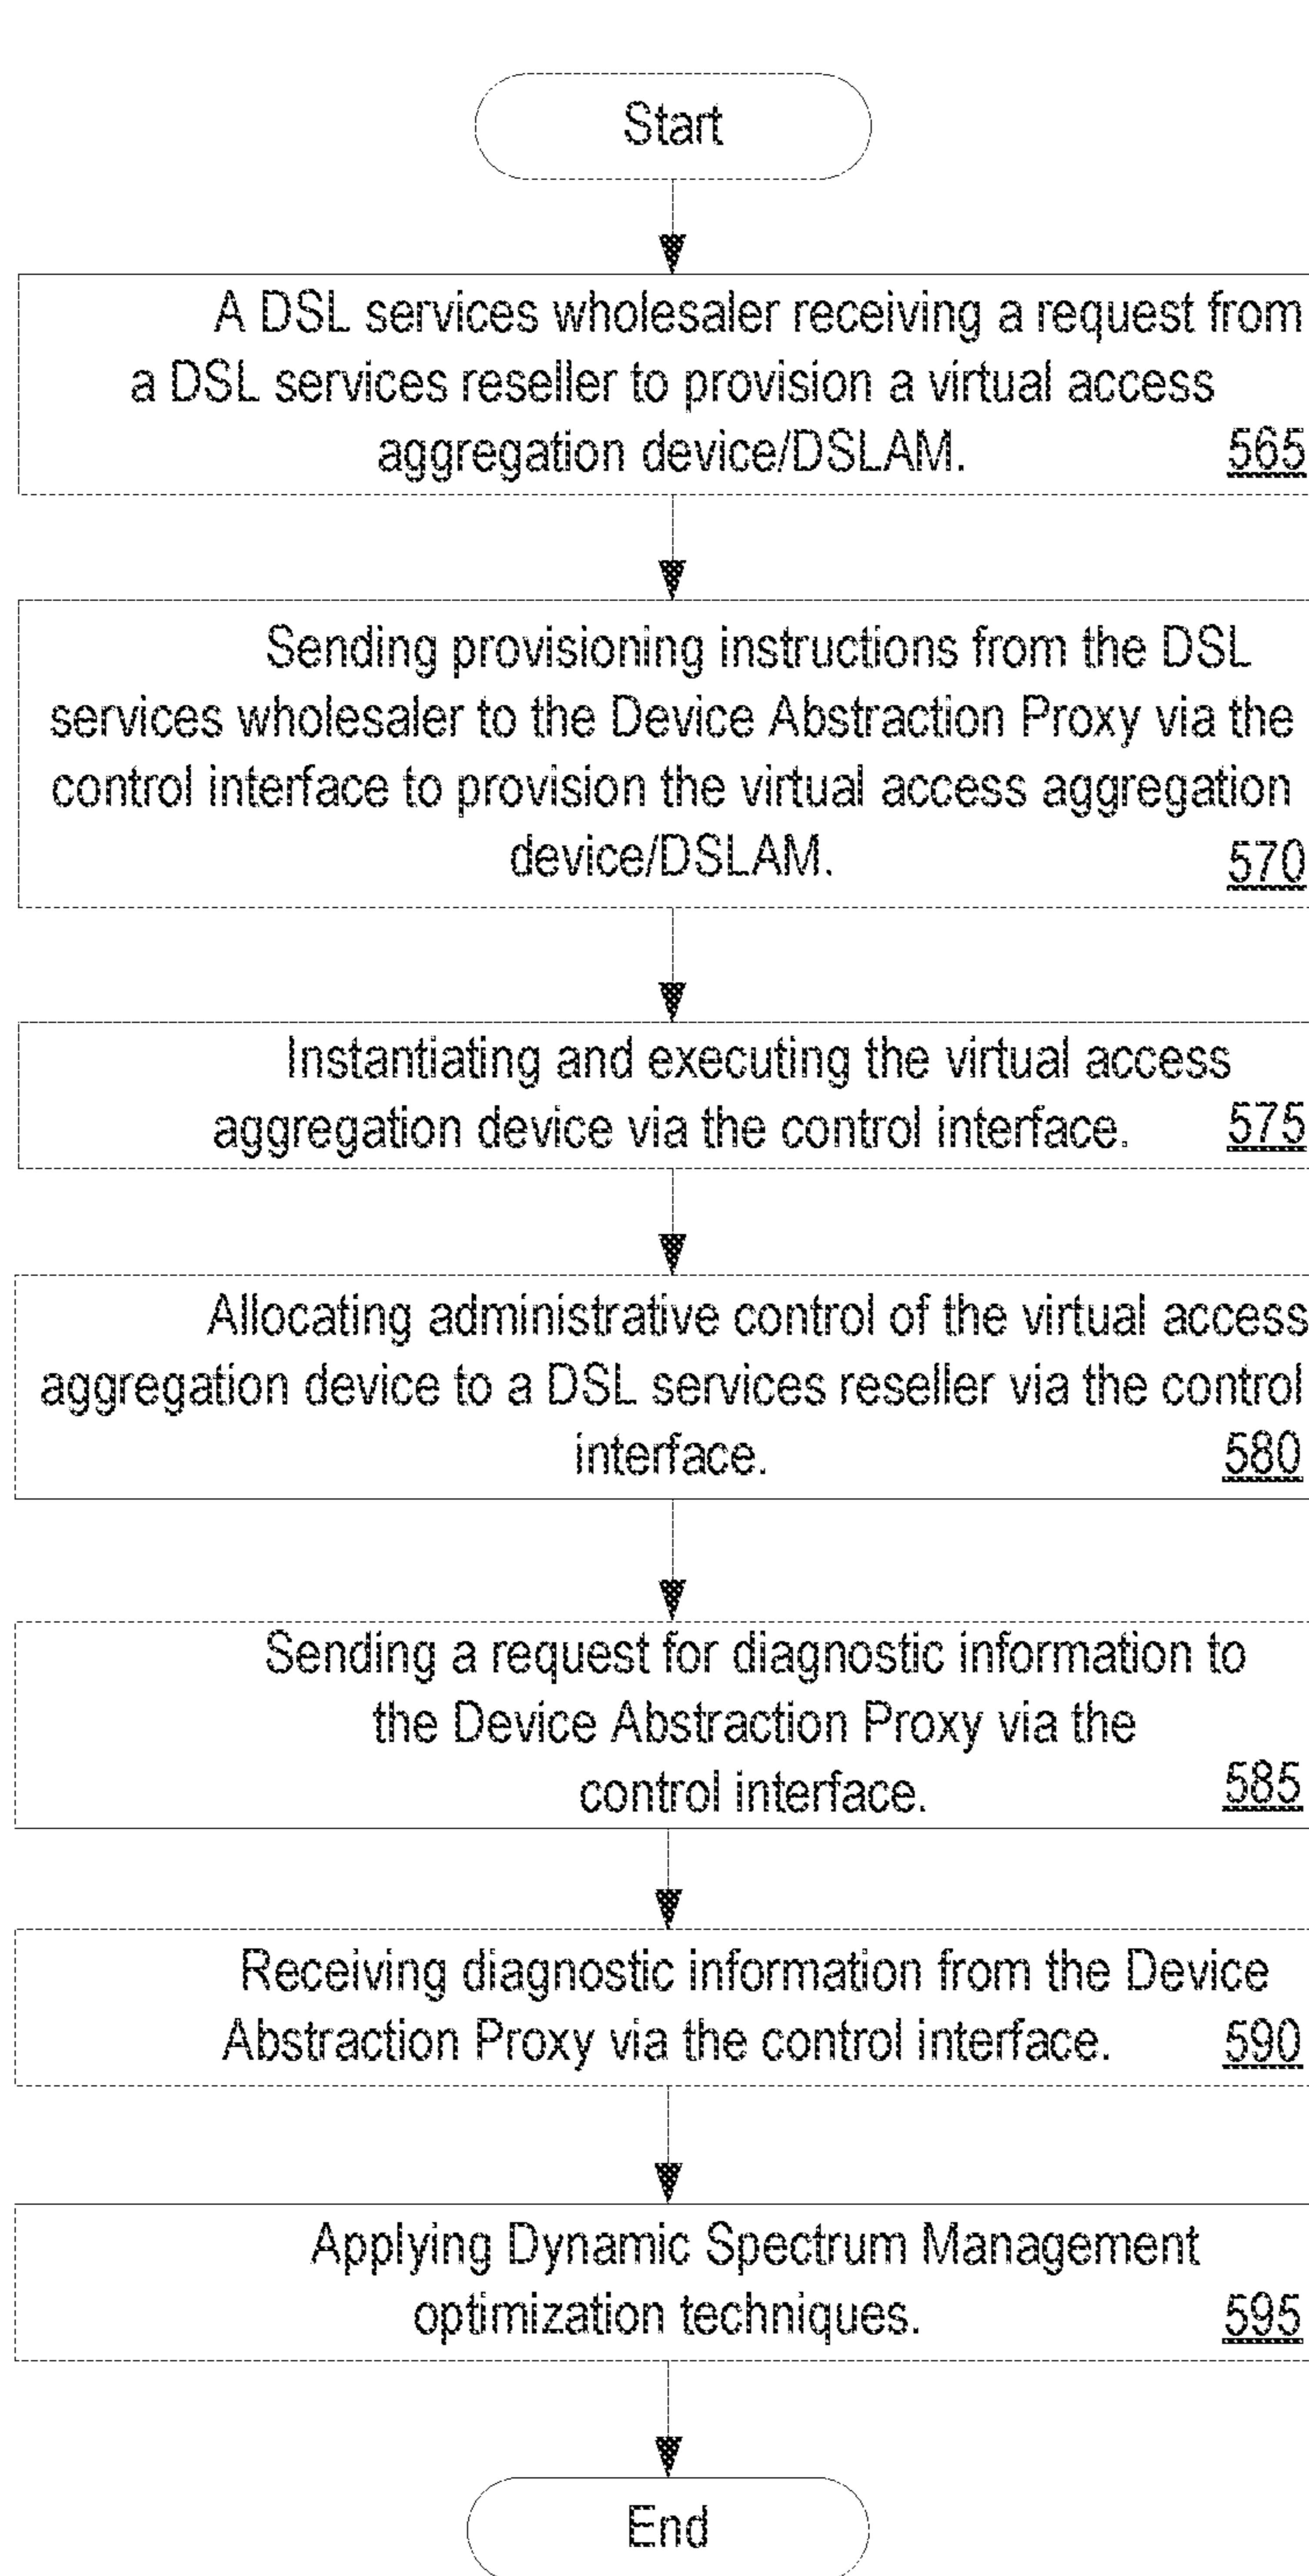 Start
A DSL services wholesaler receiving a request from
a DSL services reseller to provision a virtual access
aggregation device/DSLAM. 565
Sending provisioning instructions from the DSL
services wholesaler to the Device Abstraction Proxy via the
control interface to provision the virtual access aggregation
device/DSLAM. 570
Instantiating and executing the virtual access
aggregation device via the control interface. 575
Allocating administrative control of the virtual access
aggregation device to a DSL services reseller via the control
interface. 580
Sending a request for diagnostic information to
the Device Abstraction Proxy via the
control interface. 585
Receiving diagnostic information from the Device
Abstraction Proxy via the control interface. 590
Applying Dynamic Spectrum Management
optimization techniques. 595
End